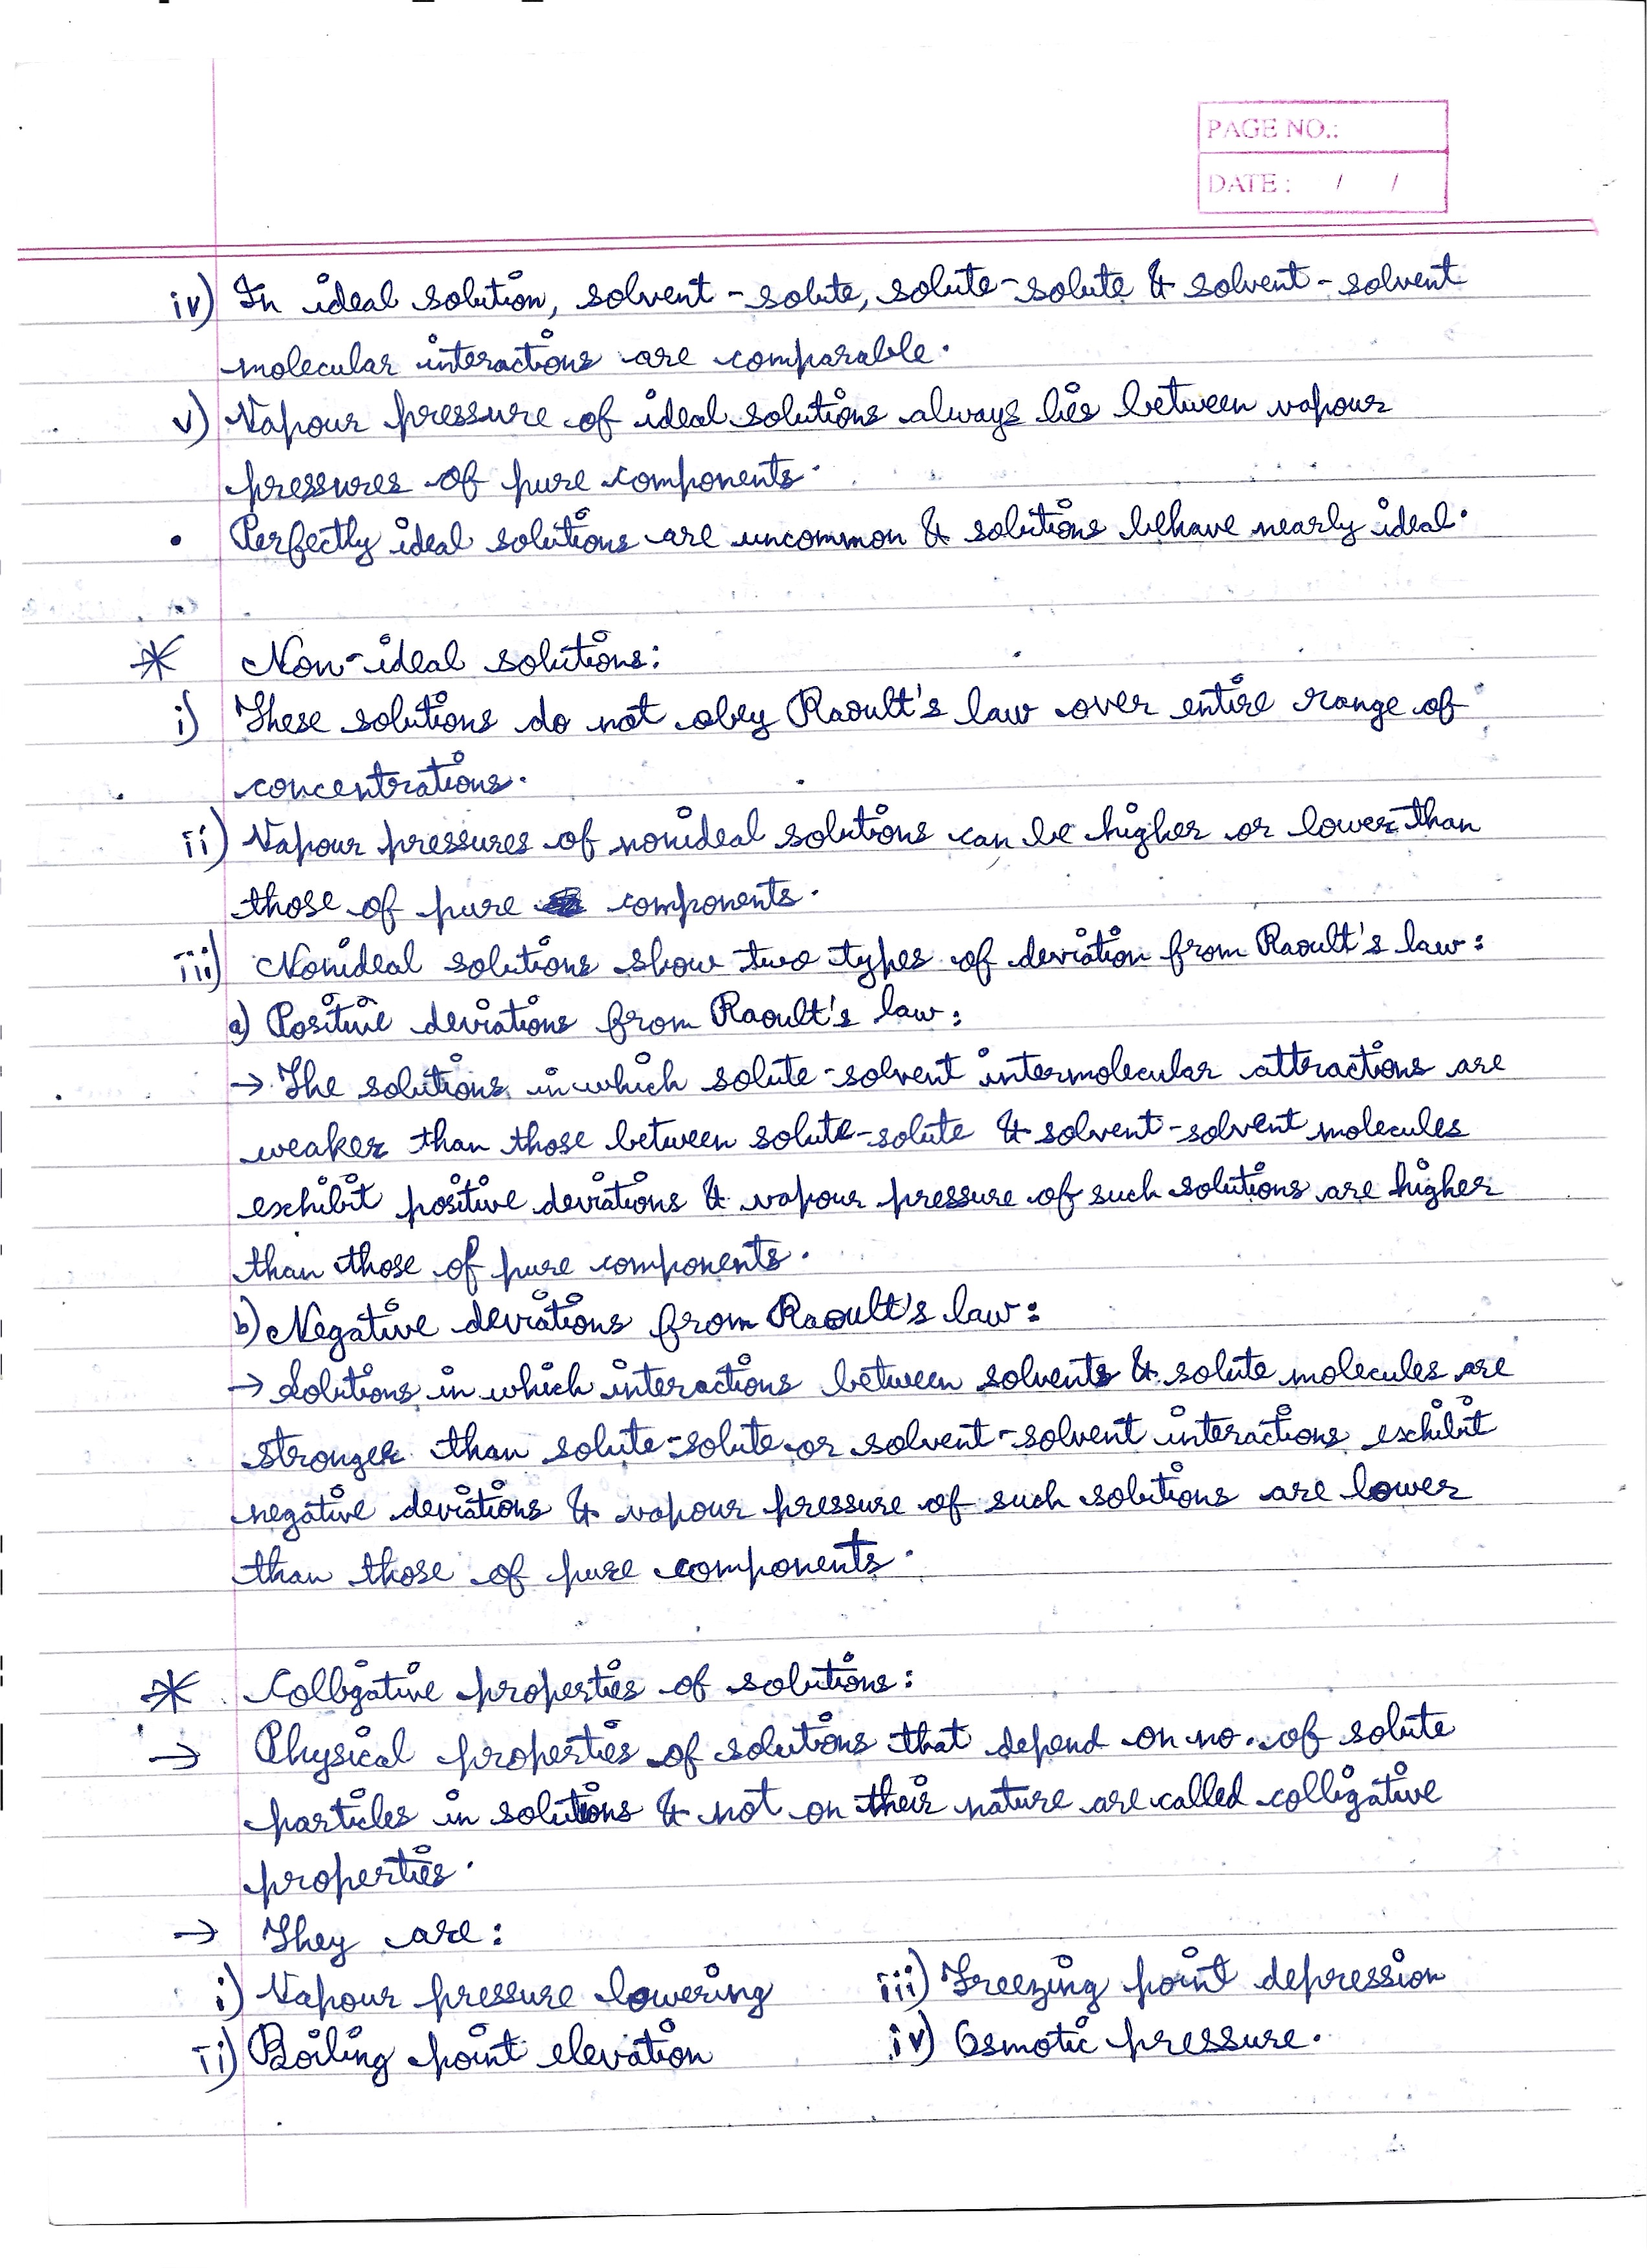 PAGE NO.:
DATE : / /
iv) In ideal solution, solvent - solute, solute-solute & solvent - solvent
molecular interactions are comparable.
v) Vapour pressure of ideal solutions always lies between vapour
pressures of pure components.
• Perfectly ideal solutions are uncommon & solutions behave nearly ideal.
* Non-ideal solutions:
i) These solutions do not obey Raoult's law over entire range of
concentrations.
ii) Vapour pressures of nonideal solutions can be higher or lower than
those of pure components.
iii) Nonideal solutions show two types of deviation from Raoult's law:
a) Positive deviations from Raoult's law:
→ The solutions in which solute-solvent intermolecular attractions are
weaker than those between solute-solute & solvent-solvent molecules
exhibit positive deviations & vapour pressure of such solutions are higher
than those of pure components.
b) Negative deviations from Raoult's law:
→ Solutions in which interactions between solvents & solute molecules are
stronger than solute-solute or solvent-solvent interactions exhibit
negative deviations & vapour pressure of such solutions are lower
than those of pure components.
* Colligative properties of solutions:
→ Physical properties of solutions that depend on no. of solute
particles in solutions & not on their nature are called colligative
properties.
→ They are:
i) Vapour pressure lowering iii) Freezing point depression
ii) Boiling point elevation iv) Osmotic pressure.